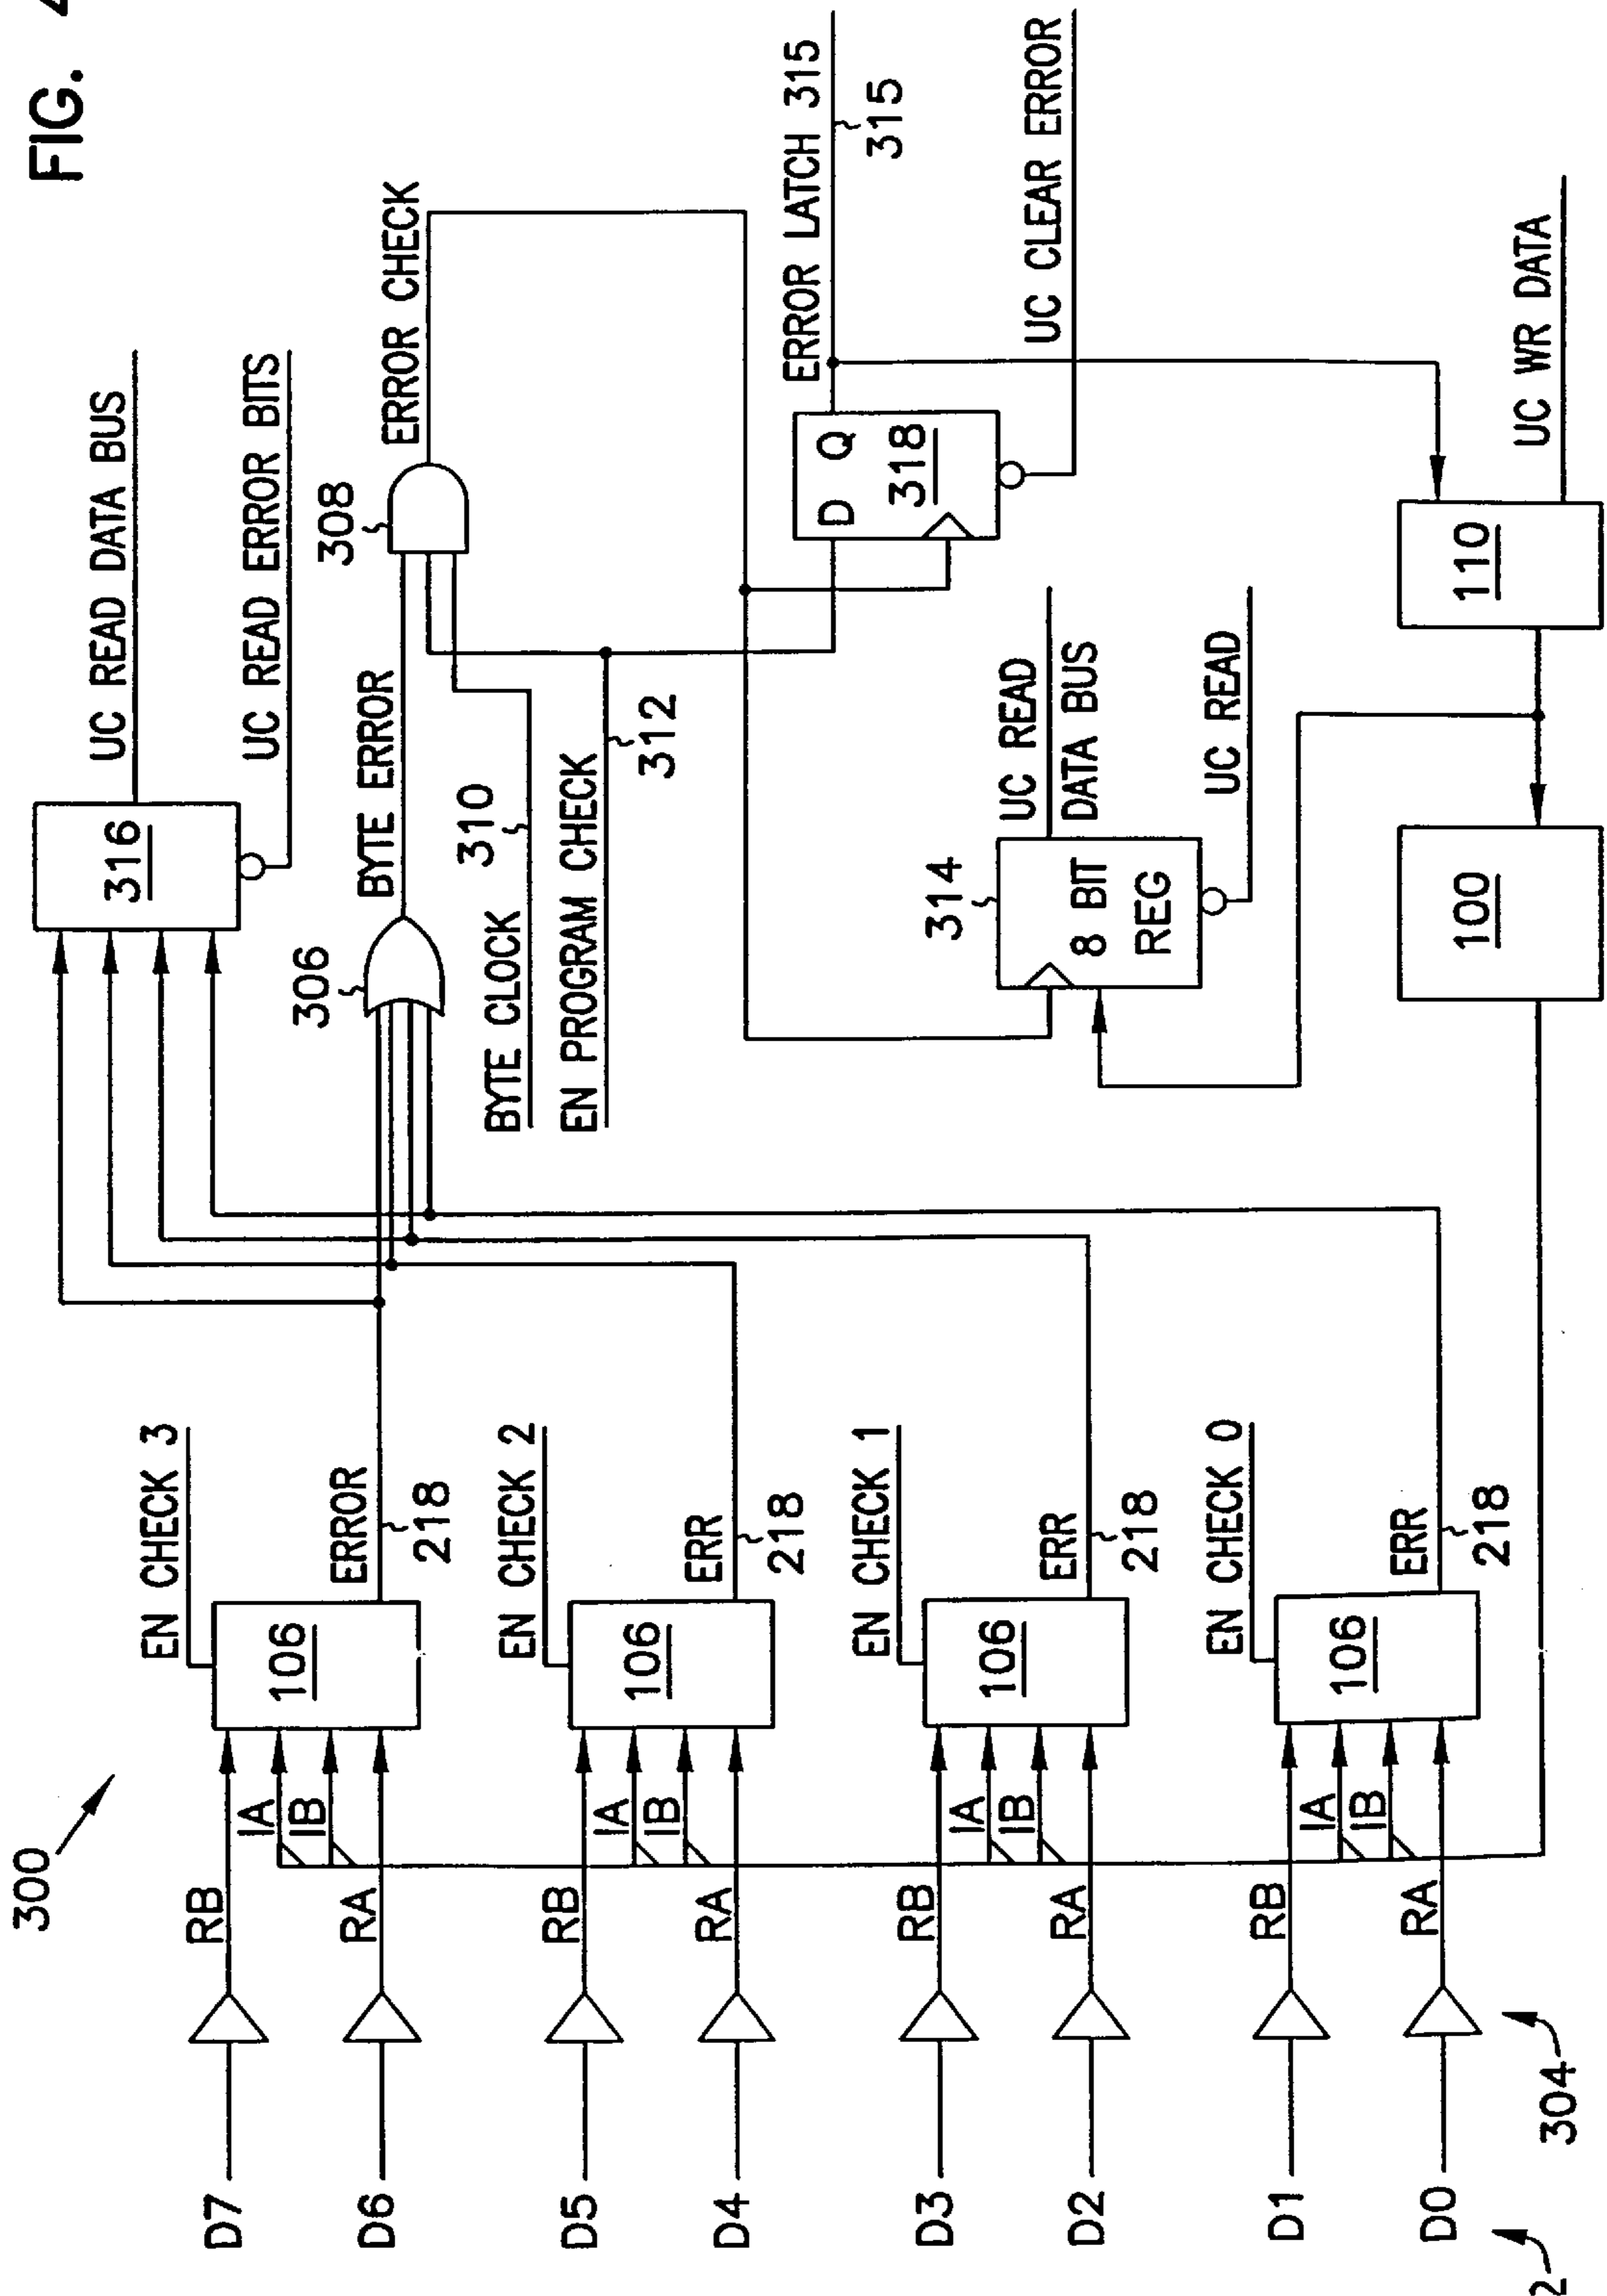 FIG. 4
300
UC READ DATA BUS
UC READ ERROR BITS
316
306
BYTE ERROR
308
ERROR CHECK
BYTE CLOCK
310
EN PROGRAM CHECK
312
ERROR LATCH 315
315
D Q
318
UC CLEAR ERROR
314
8 BIT
REG
UC READ
DATA BUS
UC READ
110
UC WR DATA
100
EN CHECK 3
106
ERROR
218
D7
RB
IA
IB
D6
RA
EN CHECK 2
106
ERR
218
D5
RB
IA
IB
D4
RA
EN CHECK 1
106
ERR
218
D3
RB
IA
IB
D2
RA
EN CHECK 0
106
ERR
218
D1
RB
IA
IB
D0
RA
304